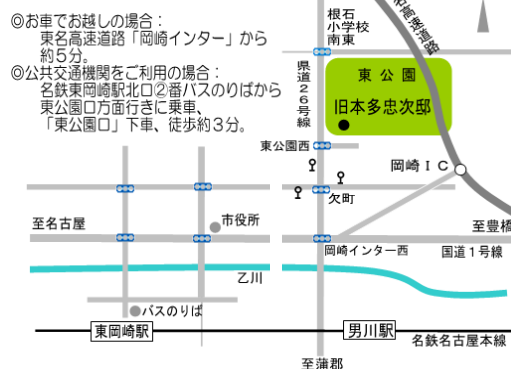 ◎お車でお越しの場合：
東名高速道路「岡崎インター」から
約５分。
◎公共交通機関をご利用の場合：
名鉄東岡崎駅北口②番バスのりばから
東公園口方面行きに乗車、
「東公園口」下車、徒歩約３分。
根石
小学校
南東
名高速道路
県道２６号線
東公園
旧本多忠次邸
東公園西
岡崎ＩＣ
欠町
至名古屋
市役所
至豊橋
岡崎インター西
国道１号線
乙川
バスのりば
東岡崎駅
男川駅
名鉄名古屋本線
至蒲郡